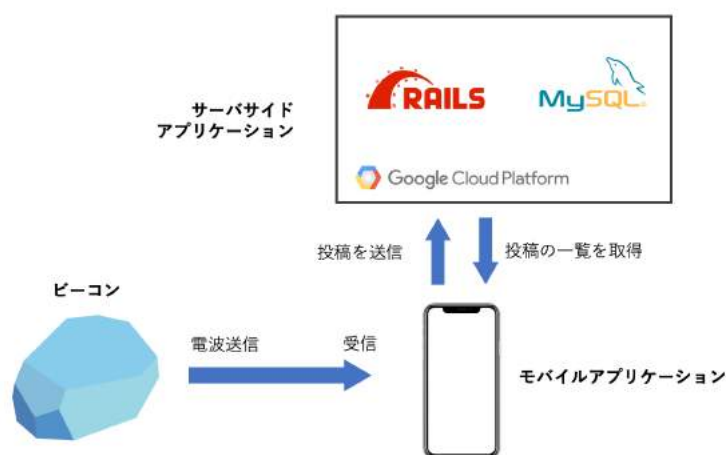 サーバサイド
アプリケーション
RAILS
MySQL
Google Cloud Platform
投稿を送信
投稿の一覧を取得
ビーコン
電波送信
受信
モバイルアプリケーション